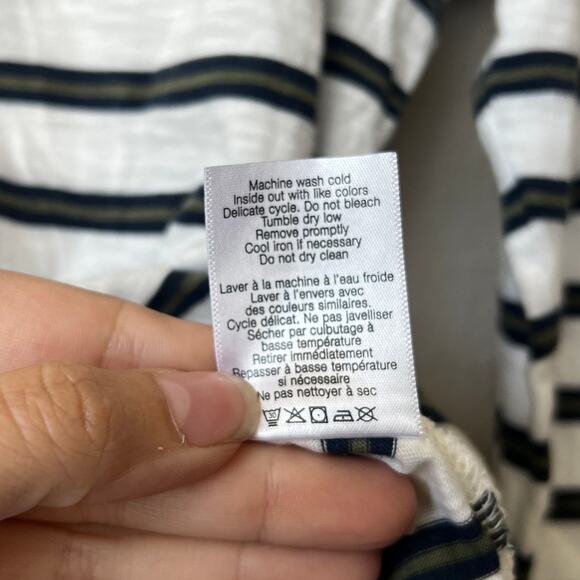 Machine wash cold
Inside out with like colors
Delicate cycle. Do not bleach
Tumble dry low
Remove promptly
Cool iron if necessary
Do not dry clean
Laver à la machine à l'eau froide
Laver à l'envers avec
des couleurs similaires.
Cycle délicat. Ne pas javelliser
Sécher par culbutage à
basse température
Retirer immédiatement
Repasser à basse température
si nécessaire
Ne pas nettoyer à sec
30